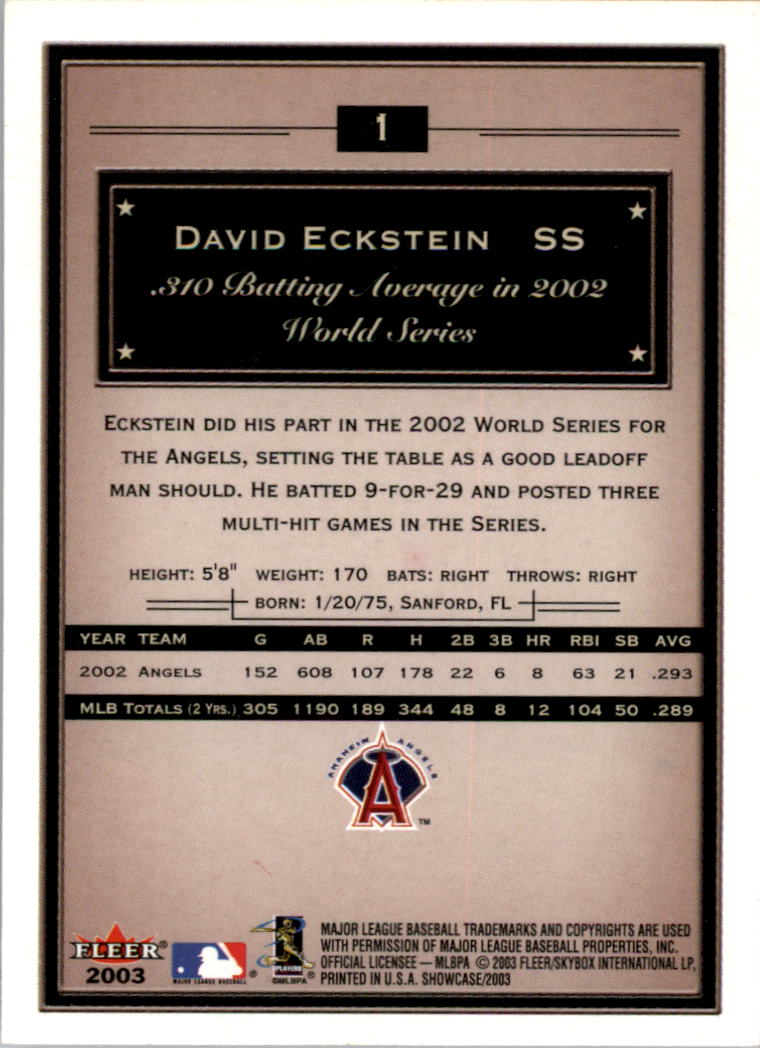 1
DAVID ECKSTEIN SS
.310 Batting Average in 2002
World Series
ECKSTEIN DID HIS PART IN THE 2002 WORLD SERIES FOR
THE ANGELS, SETTING THE TABLE AS A GOOD LEADOFF
MAN SHOULD. HE BATTED 9-FOR-29 AND POSTED THREE
MULTI-HIT GAMES IN THE SERIES.
HEIGHT: 5'8" WEIGHT: 170 BATS: RIGHT THROWS: RIGHT
BORN: 1/20/75, SANFORD, FL
YEAR TEAM G AB R H 2B 3B HR RBI SB AVG
2002 ANGELS 152 608 107 178 22 6 8 63 21 .293
MLB TOTALS (2 YRS.) 305 1190 189 344 48 8 12 104 50 .289
ANAHEIM ANGELS
A ™
FLEER®
2003
MAJOR LEAGUE BASEBALL ®
PLAYERS ®
©MLBPA
MAJOR LEAGUE BASEBALL TRADEMARKS AND COPYRIGHTS ARE USED
WITH PERMISSION OF MAJOR LEAGUE BASEBALL PROPERTIES, INC.
OFFICIAL LICENSEE — MLBPA © 2003 FLEER/SKYBOX INTERNATIONAL LP,
PRINTED IN U.S.A. SHOWCASE/2003